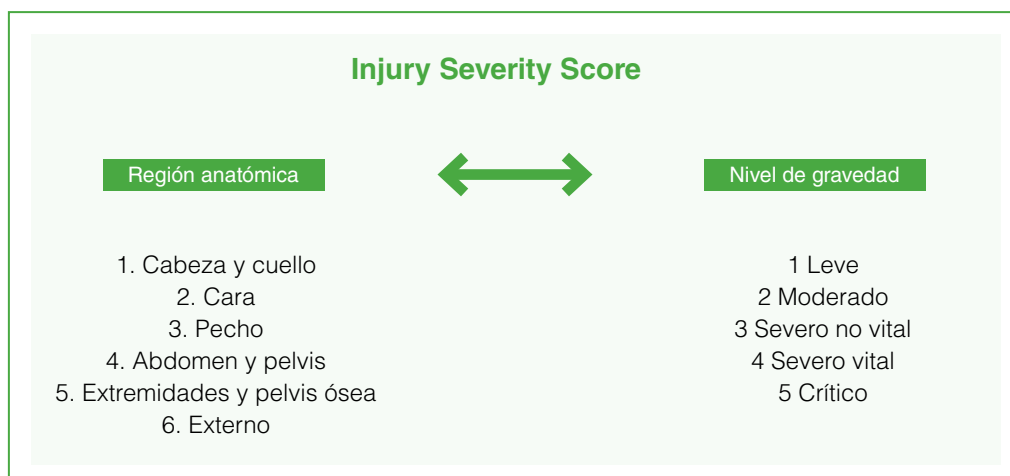 Injury Severity Score
Región anatómica
1. Cabeza y cuello
2. Cara
3. Pecho
4. Abdomen y pelvis
5. Extremidades y pelvis ósea
6. Externo
Nivel de gravedad
1 Leve
2 Moderado
3 Severo no vital
4 Severo vital
5 Crítico